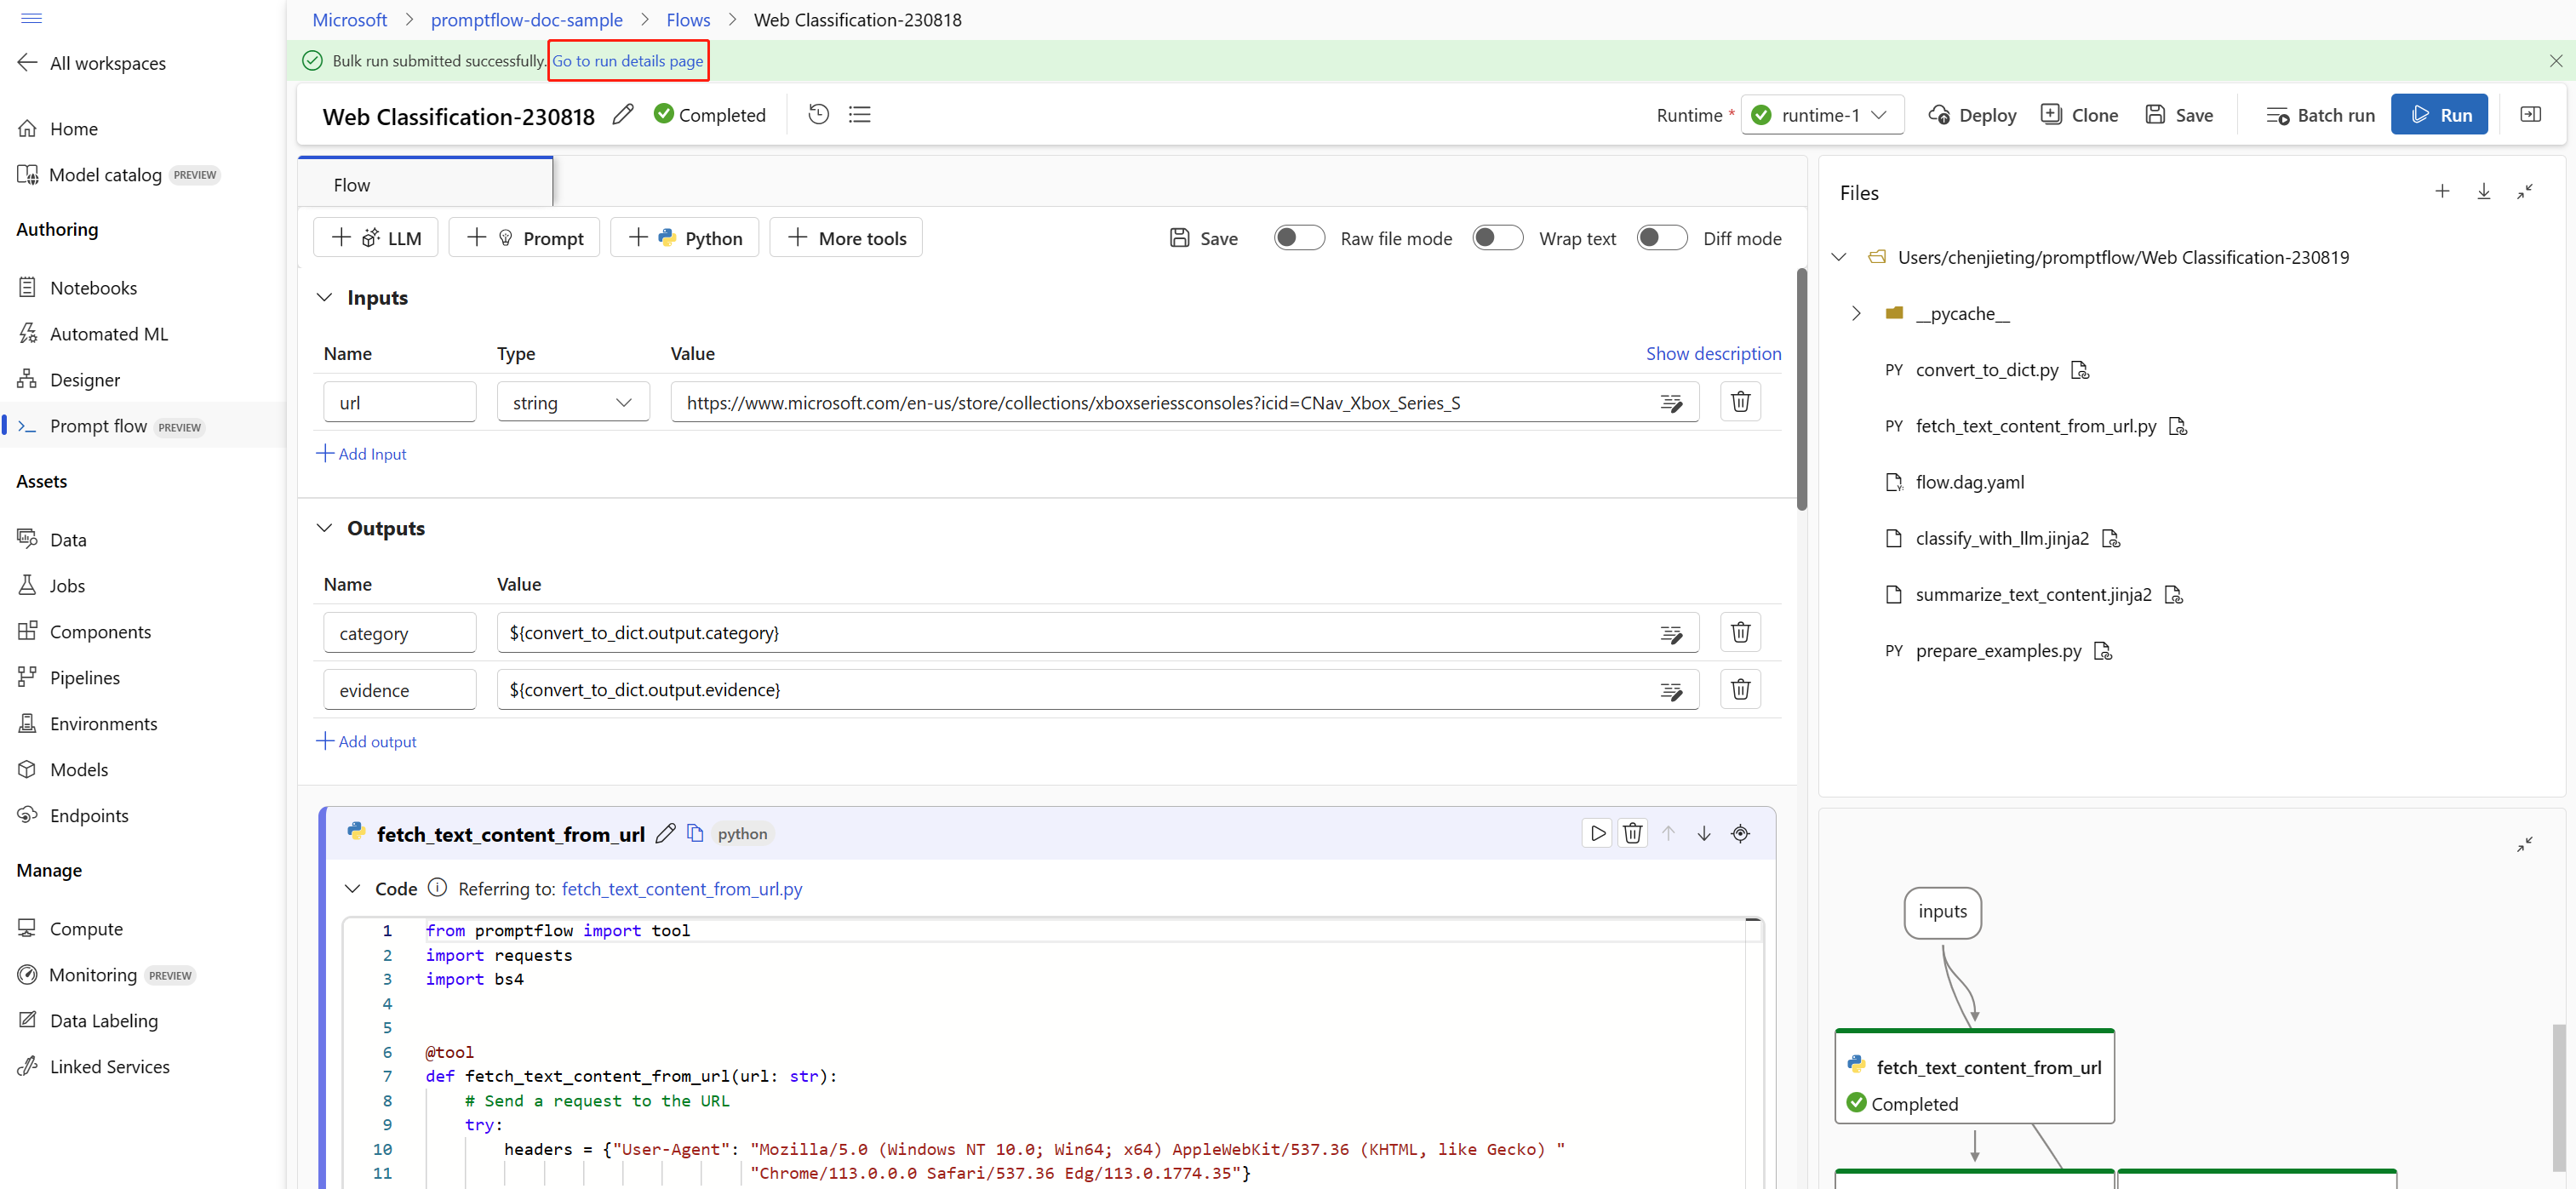 Microsoft > promptflow-doc-sample > Flows > Web Classification-230818
Bulk run submitted successfully. Go to run details page
All workspaces
Home
Model catalog PREVIEW
Authoring
Notebooks
Automated ML
Designer
Prompt flow PREVIEW
Assets
Data
Jobs
Components
Pipelines
Environments
Models
Endpoints
Manage
Compute
Monitoring PREVIEW
Data Labeling
Linked Services
Web Classification-230818 Completed
Runtime * runtime-1 Deploy Clone Save Batch run Run
Flow
LLM Prompt Python More tools Save Raw file mode Wrap text Diff mode
Inputs
Name Type Value Show description
url string https://www.microsoft.com/en-us/store/collections/xboxseriessconsoles?icid=CNav_Xbox_Series_S
Add Input
Outputs
Name Value
category ${convert_to_dict.output.category}
evidence ${convert_to_dict.output.evidence}
Add output
fetch_text_content_from_url python
Code Referring to: fetch_text_content_from_url.py
1 from promptflow import tool
2 import requests
3 import bs4
4
5
6 @tool
7 def fetch_text_content_from_url(url: str):
8 # Send a request to the URL
9 try:
10 headers = {"User-Agent": "Mozilla/5.0 (Windows NT 10.0; Win64; x64) AppleWebKit/537.36 (KHTML, like Gecko) "
11 "Chrome/113.0.0.0 Safari/537.36 Edg/113.0.1774.35"}
Files
Users/chenjieting/promptflow/Web Classification-230819
__pycache__
PY convert_to_dict.py
PY fetch_text_content_from_url.py
flow.dag.yaml
classify_with_llm.jinja2
summarize_text_content.jinja2
PY prepare_examples.py
inputs
fetch_text_content_from_url
Completed